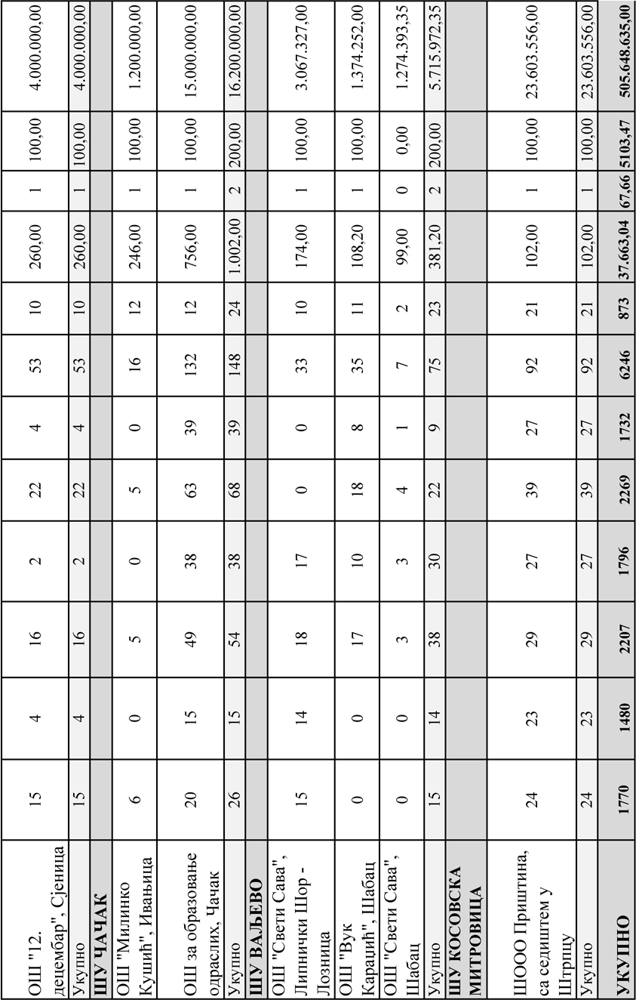 ОШ "12.
децембар", Сјеница 15 4 16 2 22 4 53 10 260,00 1 100,00 4.000.000,00
Укупно 15 4 16 2 22 4 53 10 260,00 1 100,00 4.000.000,00
ШУ ЧАЧАК
ОШ "Милинко
Кушић", Ивањица 6 0 5 0 5 0 16 12 246,00 1 100,00 1.200.000,00
ОШ за образовање
одраслих, Чачак 20 15 49 38 63 39 132 12 756,00 1 100,00 15.000.000,00
Укупно 26 15 54 38 68 39 148 24 1.002,00 2 200,00 16.200.000,00
ШУ ВАЉЕВО
ОШ "Свети Сава",
Липнички Шор -
Лозница 15 14 18 17 0 0 33 10 174,00 1 100,00 3.067.327,00
ОШ "Вук
Караџић", Шабац 0 0 17 10 18 8 35 11 108,20 1 100,00 1.374.252,00
ОШ "Свети Сава",
Шабац 0 0 3 3 4 1 7 2 99,00 0 0,00 1.274.393,35
Укупно 15 14 38 30 22 9 75 23 381,20 2 200,00 5.715.972,35
ШУ КОСОВСКА
МИТРОВИЦА
ШООО Приштина,
са седиштем у
Штрпцу 24 23 29 27 39 27 92 21 102,00 1 100,00 23.603.556,00
Укупно 24 23 29 27 39 27 92 21 102,00 1 100,00 23.603.556,00
УКУПНО 1770 1480 2207 1796 2269 1732 6246 873 37.663,04 67,66 5103,47 505.648.635,00